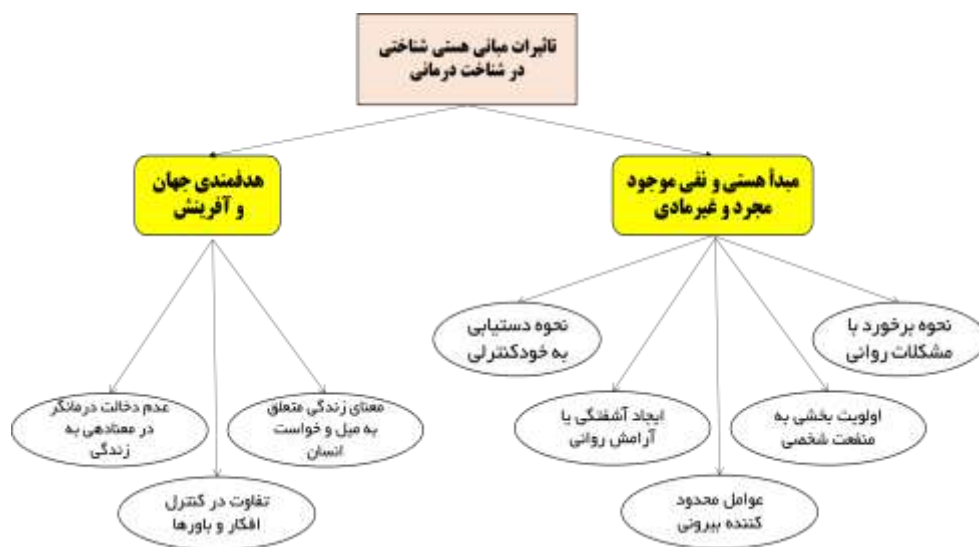 تاثیرات مبانی هستی شناختی
در شناخت درمانی
مبدأ هستی و نفی موجود
مجرد و غیرمادی
هدفمندی جهان
و آفرینش
نحوه برخورد با
مشکلات روانی
نحوه دستیابی
به خودکنترلی
اولویت بخشی به
منفعت شخصی
ایجاد آشفتگی یا
آرامش روانی
عوامل محدود
کننده بیرونی
معنای زندگی متعلق
به میل و خواست
انسان
عدم دخالت درمانگر
در معنادهی به
زندگی
تفاوت در کنترل
افکار و باورها